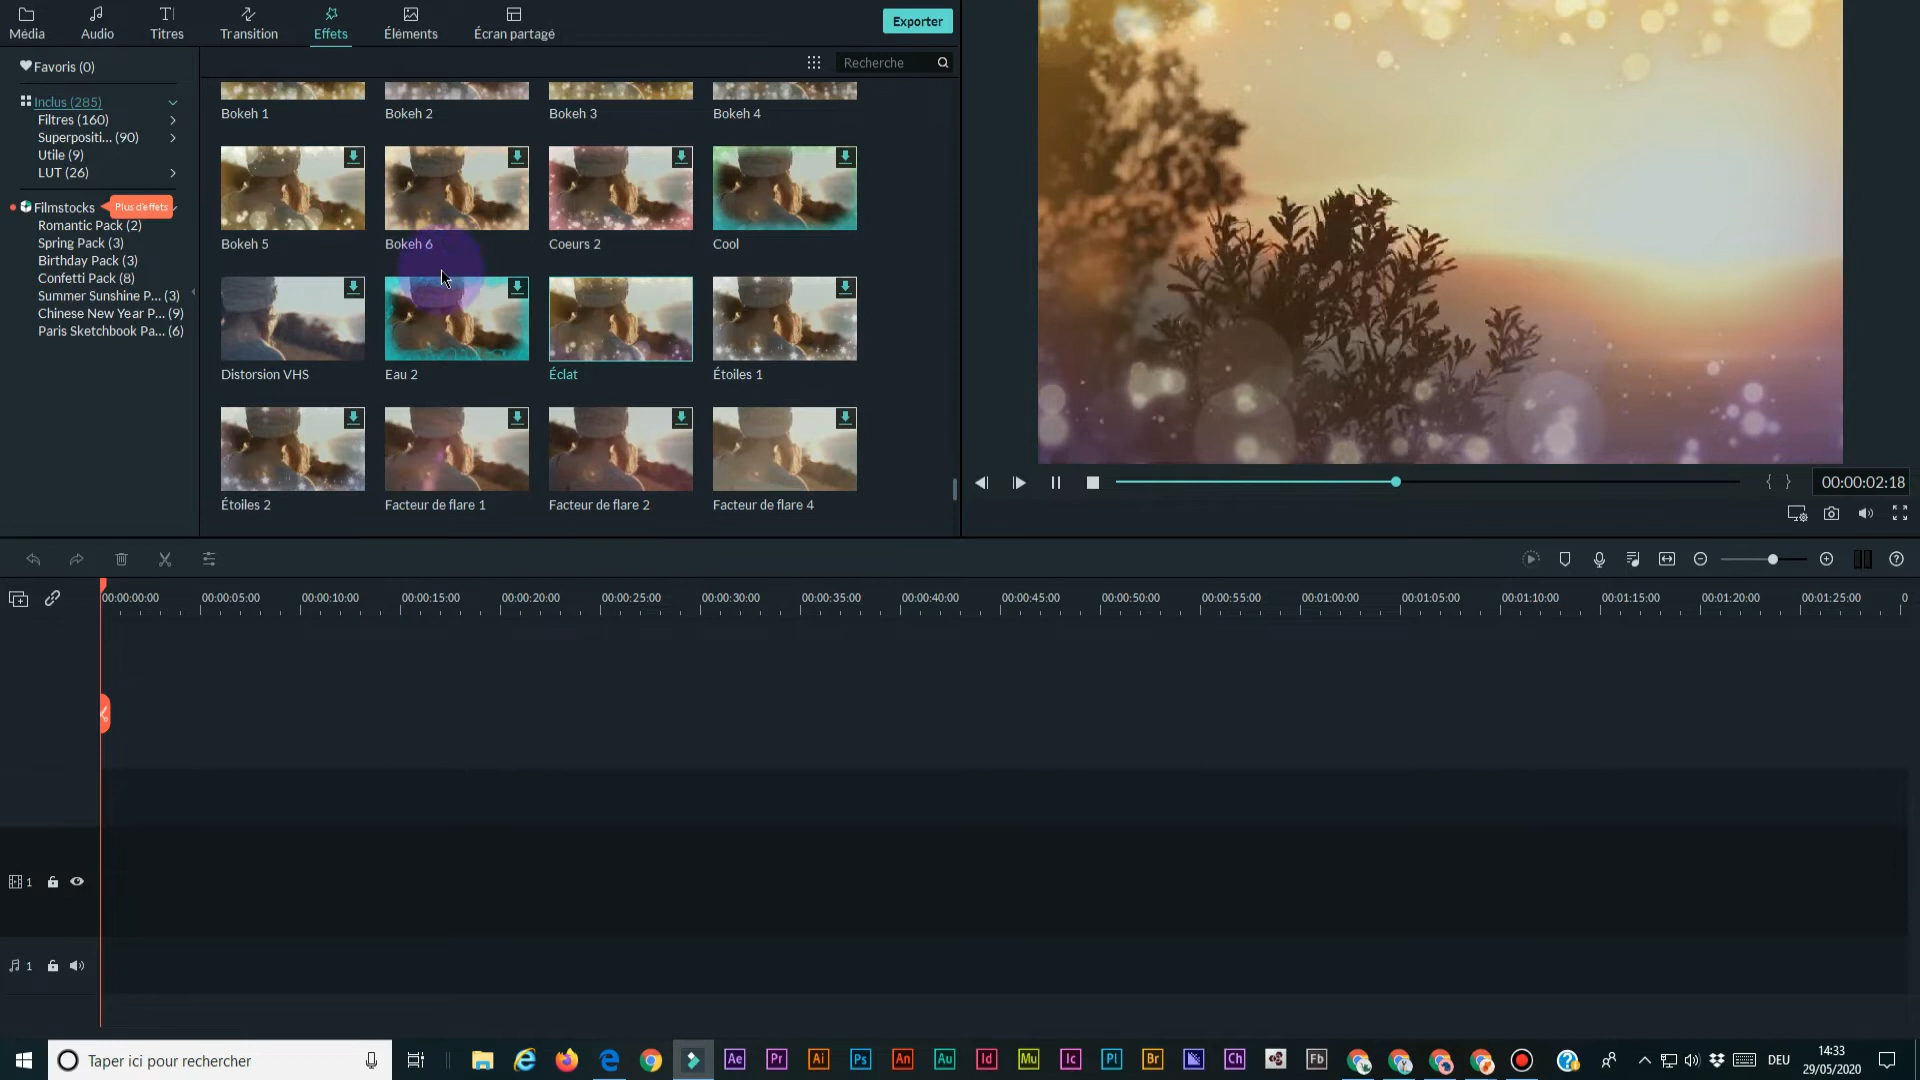 Média
Audio
Titres
Transition
Effets
Éléments
Écran partagé
Exporter
Favoris (0)
Recherche
Inclus (285)
Filtres (160)
Superpositi... (90)
Utile (9)
LUT (26)
Filmstocks
Plus d'effets
Romantic Pack (2)
Spring Pack (3)
Birthday Pack (3)
Confetti Pack (8)
Summer Sunshine P... (3)
Chinese New Year P... (9)
Paris Sketchbook Pa... (6)
Bokeh 1
Bokeh 2
Bokeh 3
Bokeh 4
Bokeh 5
Bokeh 6
Coeurs 2
Cool
Distorsion VHS
Eau 2
Éclat
Étoiles 1
Étoiles 2
Facteur de flare 1
Facteur de flare 2
Facteur de flare 4
{ }
00:00:02:18
00:00:00:00
00:00:05:00
00:00:10:00
00:00:15:00
00:00:20:00
00:00:25:00
00:00:30:00
00:00:35:00
00:00:40:00
00:00:45:00
00:00:50:00
00:00:55:00
00:01:00:00
00:01:05:00
00:01:10:00
00:01:15:00
00:01:20:00
00:01:25:00
0
1
1
Taper ici pour rechercher
Ae
Pr
Ai
Ps
An
Au
Id
Mu
Ic
Pl
Br
Ch
Fb
DEU
14:33
29/05/2020